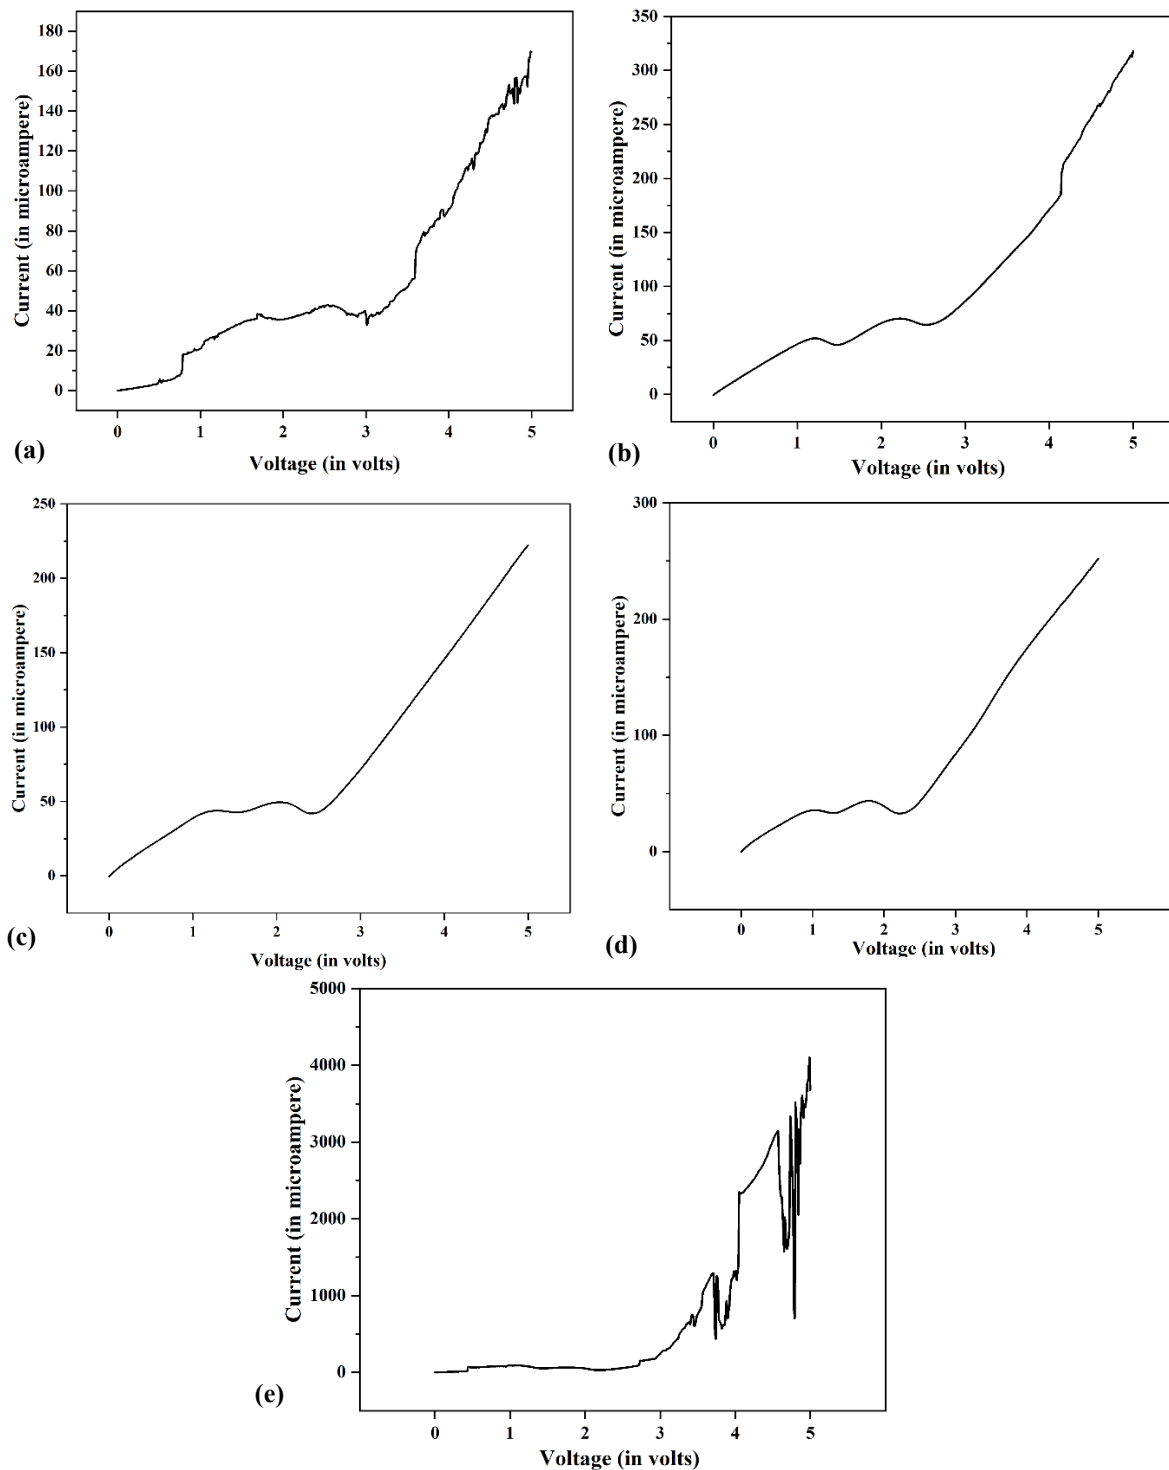 180
160
140
120
100
80
60
40
20
0
Current (in microampere)
0 1 2 3 4 5
Voltage (in volts)
(a)
350
300
250
200
150
100
50
0
Current (in microampere)
0 1 2 3 4 5
Voltage (in volts)
(b)
250
200
150
100
50
0
Current (in microampere)
0 1 2 3 4 5
Voltage (in volts)
(c)
300
200
100
0
Current (in microampere)
0 1 2 3 4 5
Voltage (in volts)
(d)
5000
4000
3000
2000
1000
0
Current (in microampere)
0 1 2 3 4 5
Voltage (in volts)
(e)